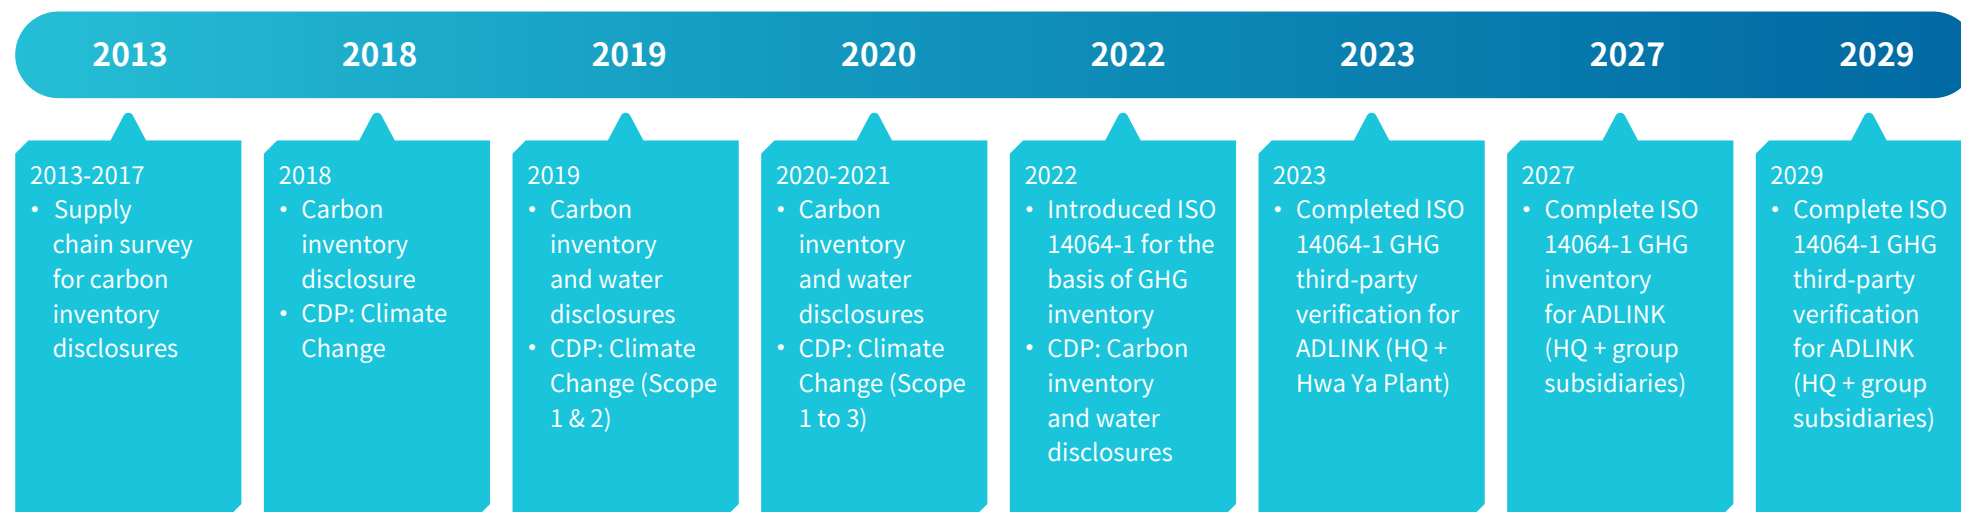 2013
2018
2019
2020
2022
2023
2027
2029
2013-2017
• Supply
chain survey
for carbon
inventory
disclosures
2018
• Carbon
inventory
disclosure
• CDP: Climate
Change
2019
• Carbon
inventory
and water
disclosures
• CDP: Climate
Change (Scope
1 & 2)
2020-2021
• Carbon
inventory
and water
disclosures
• CDP: Climate
Change (Scope
1 to 3)
2022
• Introduced ISO
14064-1 for the
basis of GHG
inventory
• CDP: Carbon
inventory
and water
disclosures
2023
• Completed ISO
14064-1 GHG
third-party
verification for
ADLINK (HQ +
Hwa Ya Plant)
2027
• Complete ISO
14064-1 GHG
inventory
for ADLINK
(HQ + group
subsidiaries)
2029
• Complete ISO
14064-1 GHG
third-party
verification
for ADLINK
(HQ + group
subsidiaries)